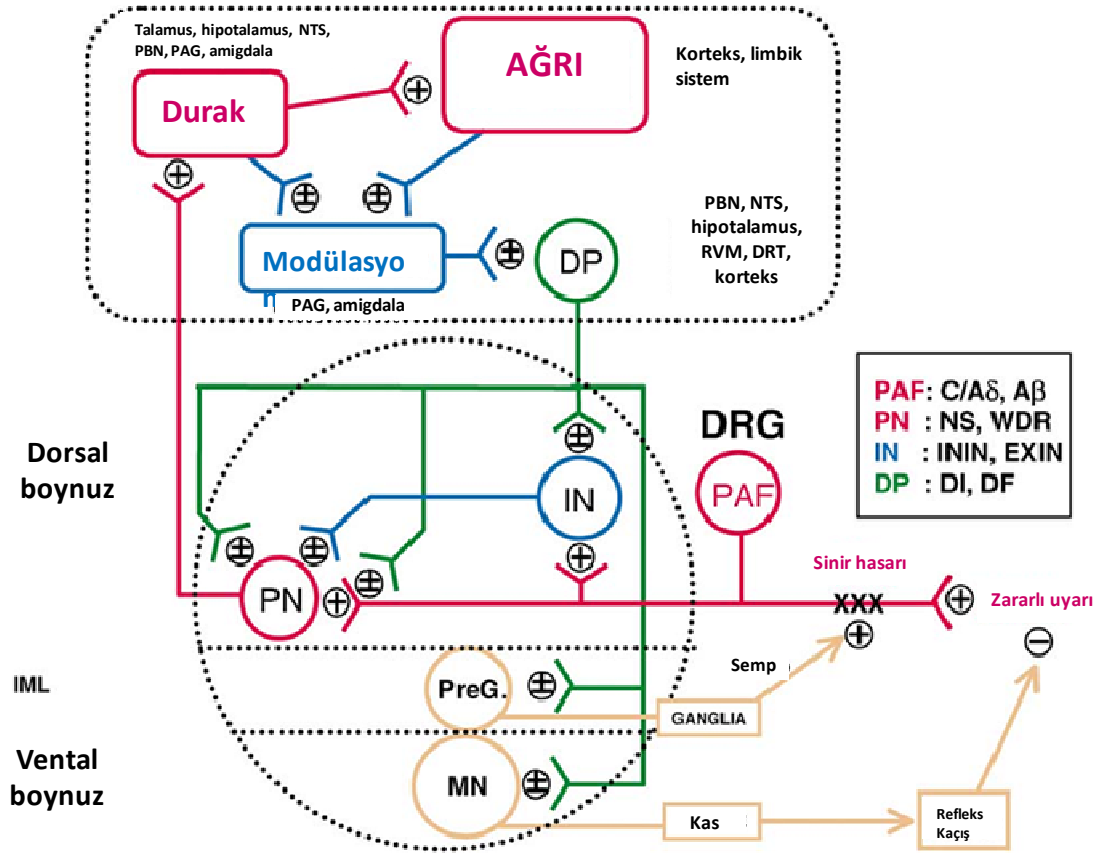 Talamus, hipotalamus, NTS,
PBN, PAG, amigdala
Durak
AĞRI
Korteks, limbik
sistem
+
+
±
±
Modülasyo
n
PAG, amigdala
±
DP
PBN, NTS,
hipotalamus,
RVM, DRT,
korteks
PAF: C/Aδ, Aβ
PN : NS, WDR
IN : ININ, EXIN
DP : DI, DF
Dorsal
boynuz
DRG
PAF
±
IN
+
±
±
±
PN
+
Sinir hasarı
XXX
+
+
Zararlı uyarı
−
IML
PreG.
±
Semp
GANGLIA
Vental
boynuz
MN
±
Kas
Refleks
Kaçış